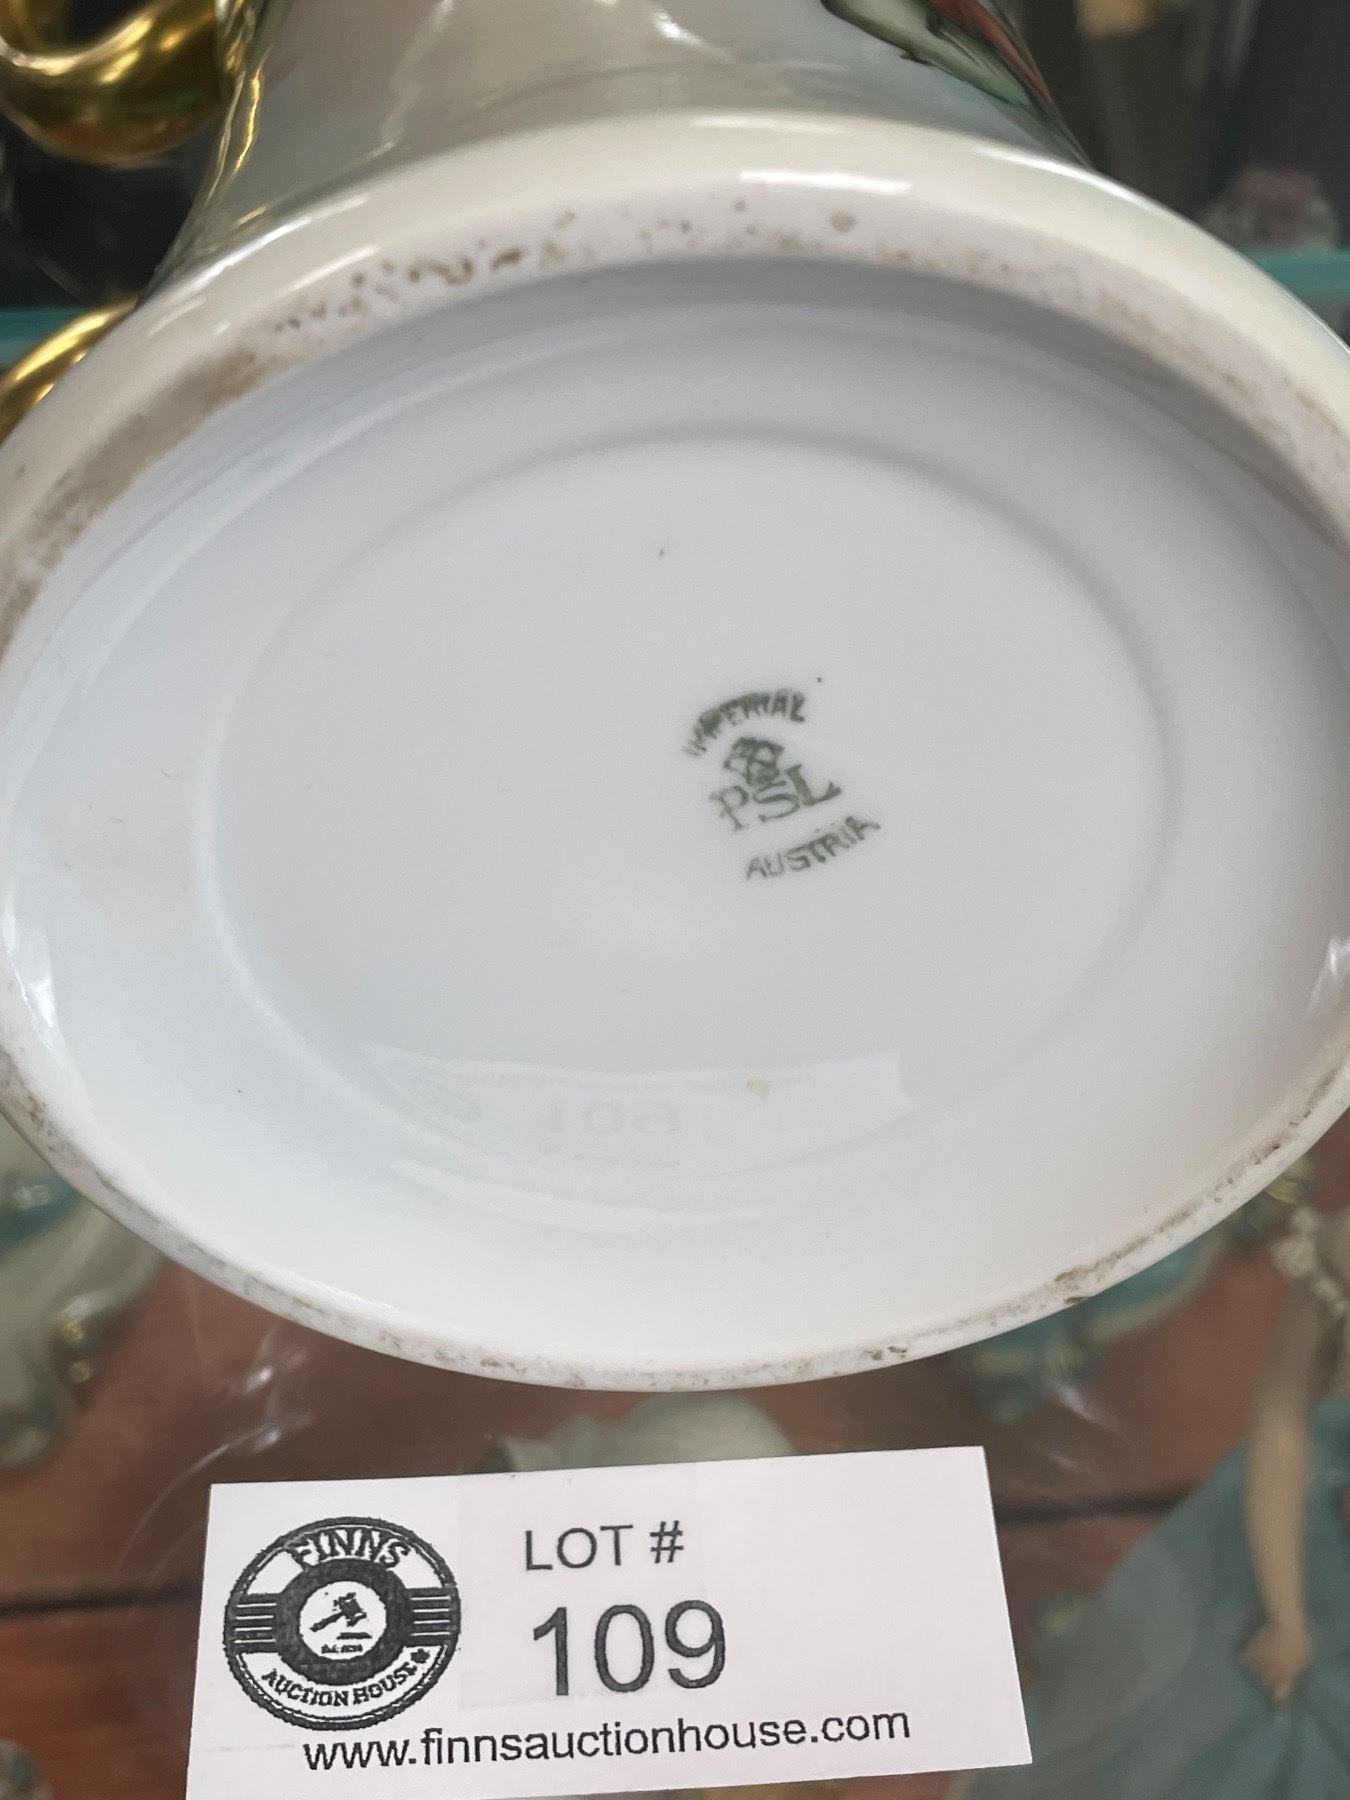 IMPERIAL
PSL
AUSTRIA
FINNS
AUCTION HOUSE
LOT #
109
www.finnsauctionhouse.com